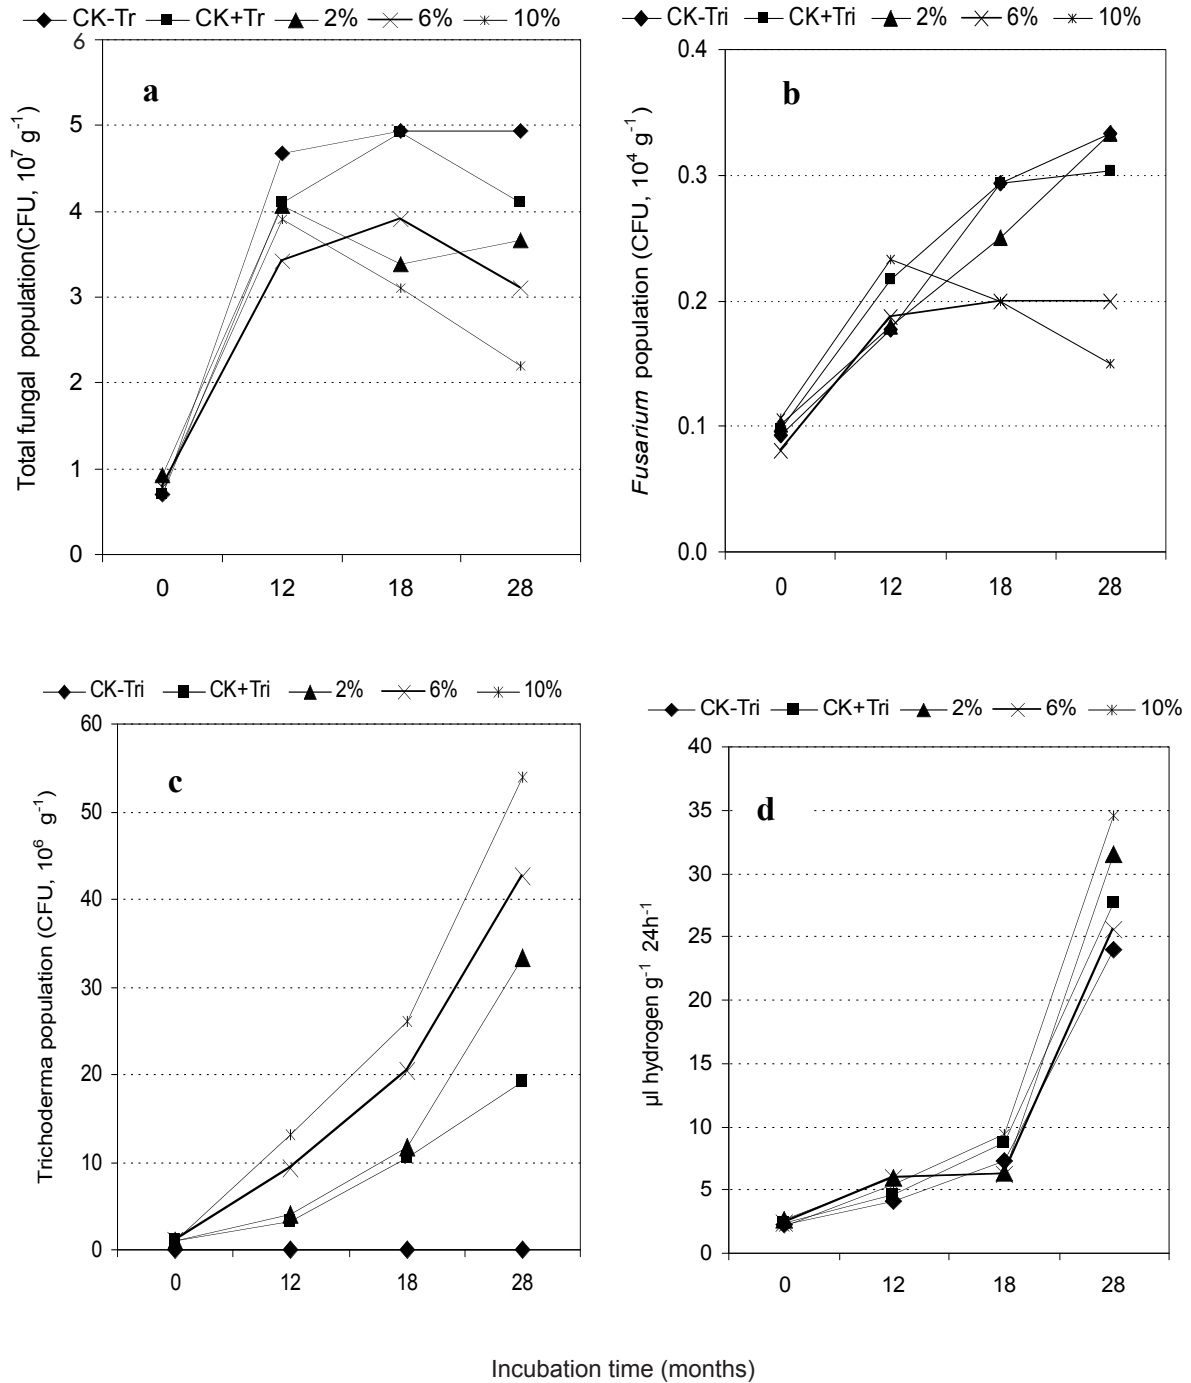 CK-Tr CK+Tr 2% 6% 10%
6
5
4
3
2
1
0
Total fungal population(CFU, 10⁷ g⁻¹)
a
0 12 18 28
CK-Tri CK+Tri 2% 6% 10%
0.4
0.3
0.2
0.1
0.0
Fusarium population (CFU, 10⁴ g⁻¹)
b
0 12 18 28
CK-Tri CK+Tri 2% 6% 10%
60
50
40
30
20
10
0
Trichoderma population (CFU, 10⁶ g⁻¹)
c
0 12 18 28
CK-Tri CK+Tri 2% 6% 10%
40
35
30
25
20
15
10
5
0
µl hydrogen g⁻¹ 24h⁻¹
d
0 12 18 28
Incubation time (months)